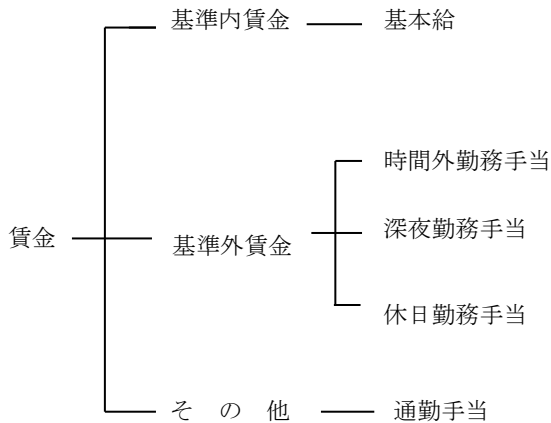 基準内賃金 基本給
時間外勤務手当
深夜勤務手当
賃金 基準外賃金
休日勤務手当
そ の 他 通勤手当